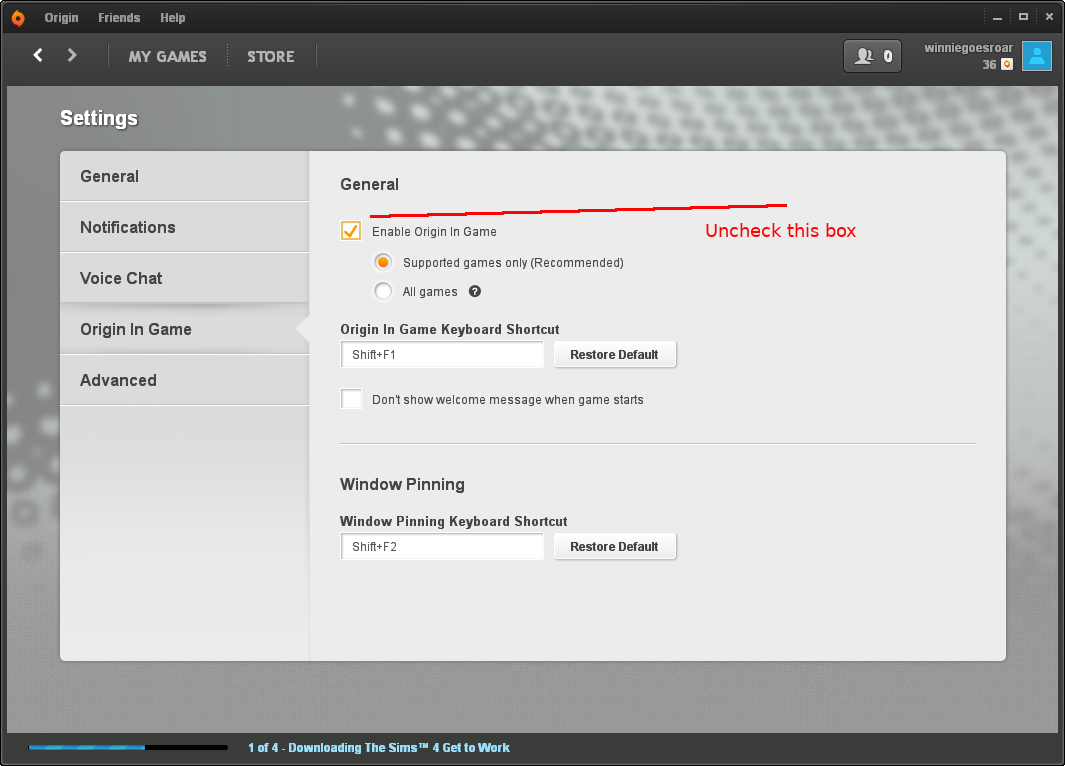 Origin Friends Help
MY GAMES STORE
0
winniegoesroar
36
Settings
General
Notifications
Voice Chat
Origin In Game
Advanced
General
Enable Origin In Game
Uncheck this box
Supported games only (Recommended)
All games ?
Origin In Game Keyboard Shortcut
Shift+F1 Restore Default
Don't show welcome message when game starts
Window Pinning
Window Pinning Keyboard Shortcut
Shift+F2 Restore Default
1 of 4 - Downloading The Sims™ 4 Get to Work